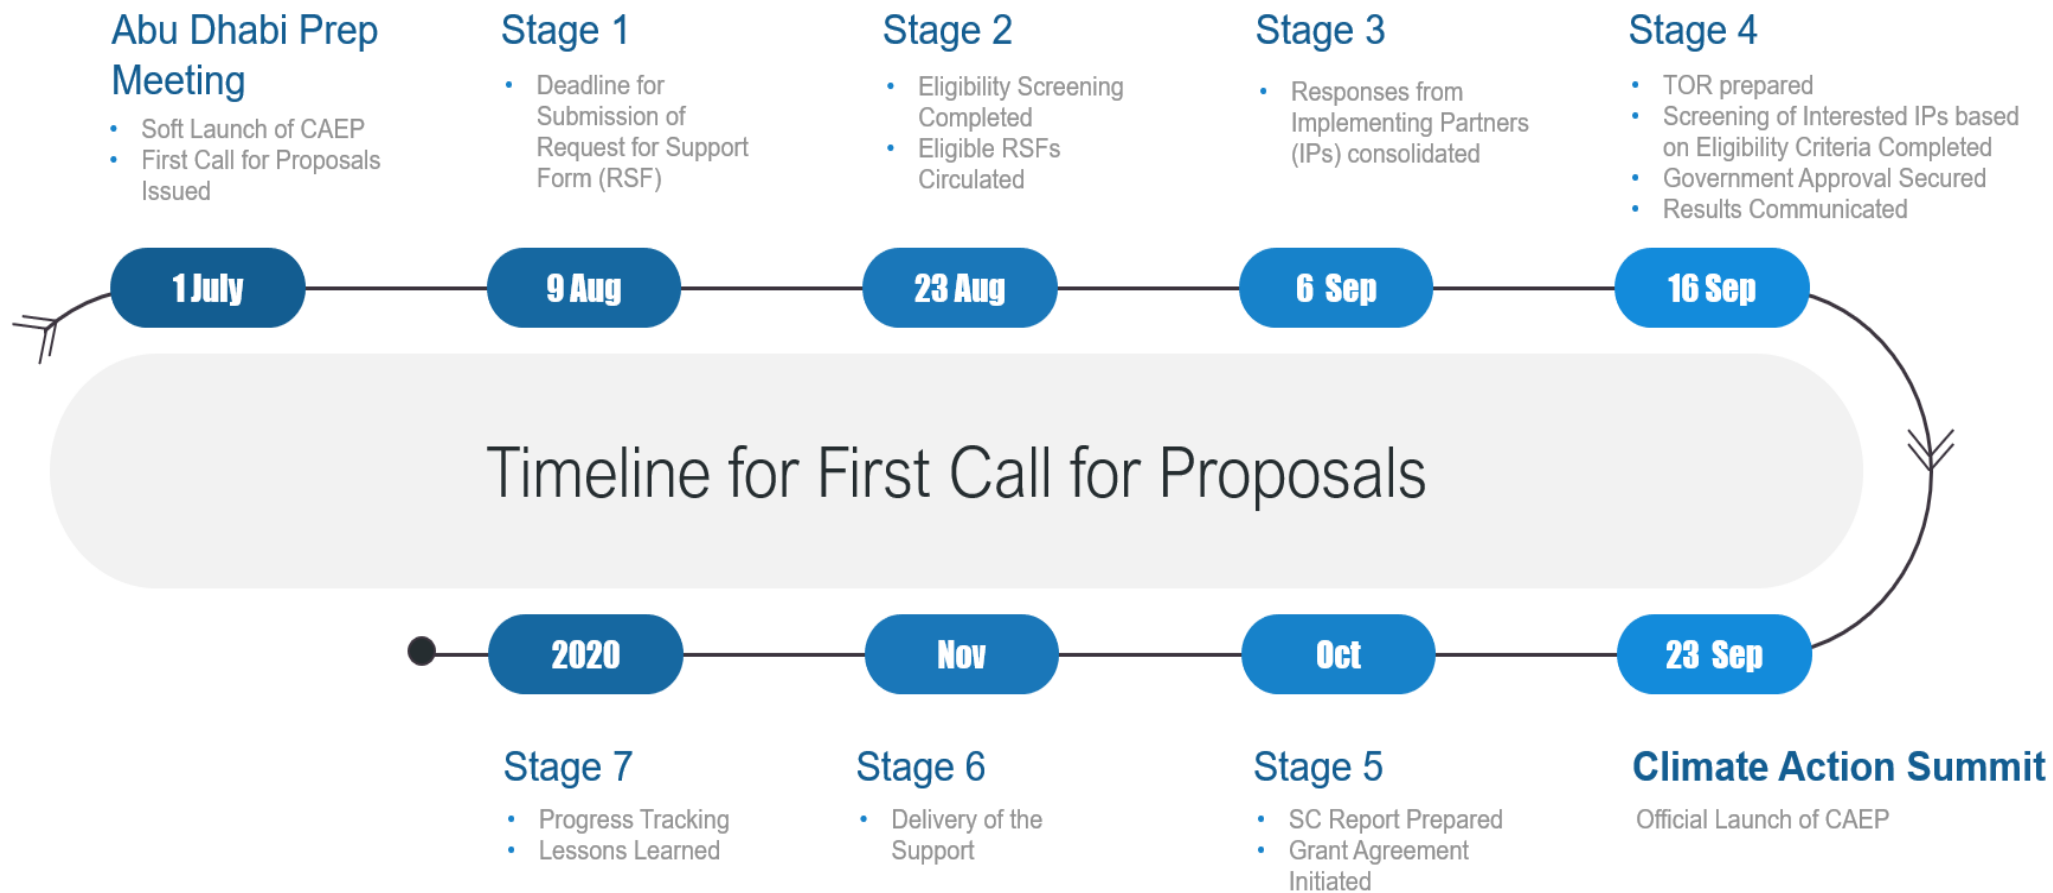 Abu Dhabi Prep
Meeting
• Soft Launch of CAEP
• First Call for Proposals
Issued
1 July
Stage 1
• Deadline for
Submission of
Request for Support
Form (RSF)
9 Aug
Stage 2
• Eligibility Screening
Completed
• Eligible RSFs
Circulated
23 Aug
Stage 3
• Responses from
Implementing Partners
(IPs) consolidated
6 Sep
Stage 4
• TOR prepared
• Screening of Interested IPs based
on Eligibility Criteria Completed
• Government Approval Secured
• Results Communicated
16 Sep
Timeline for First Call for Proposals
23 Sep
Climate Action Summit
Official Launch of CAEP
Oct
Stage 5
• SC Report Prepared
• Grant Agreement
Initiated
Nov
Stage 6
• Delivery of the
Support
2020
Stage 7
• Progress Tracking
• Lessons Learned